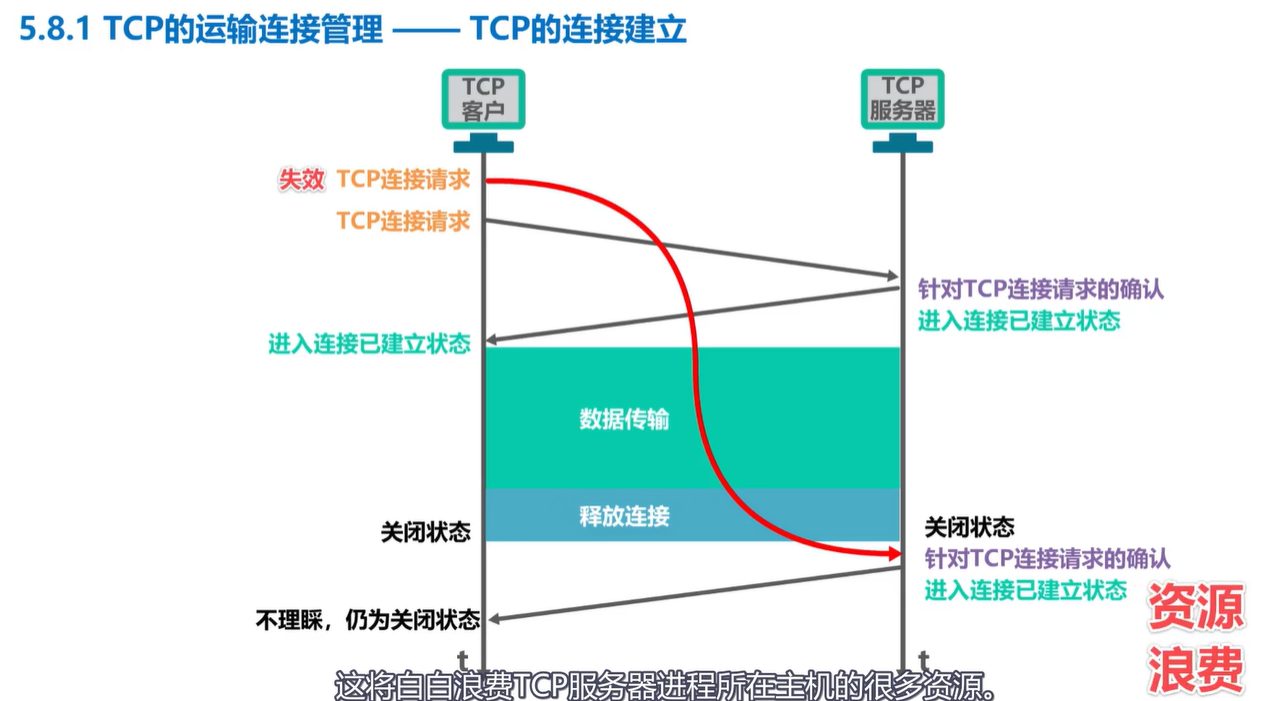 5.8.1 TCP的运输连接管理 —— TCP的连接建立
TCP
客户
TCP
服务器
失效 TCP连接请求
TCP连接请求
针对TCP连接请求的确认
进入连接已建立状态
进入连接已建立状态
数据传输
释放连接
关闭状态
关闭状态
针对TCP连接请求的确认
进入连接已建立状态
资源
浪费
不理睬，仍为关闭状态
t
t
这将白白浪费TCP服务器进程所在主机的很多资源。